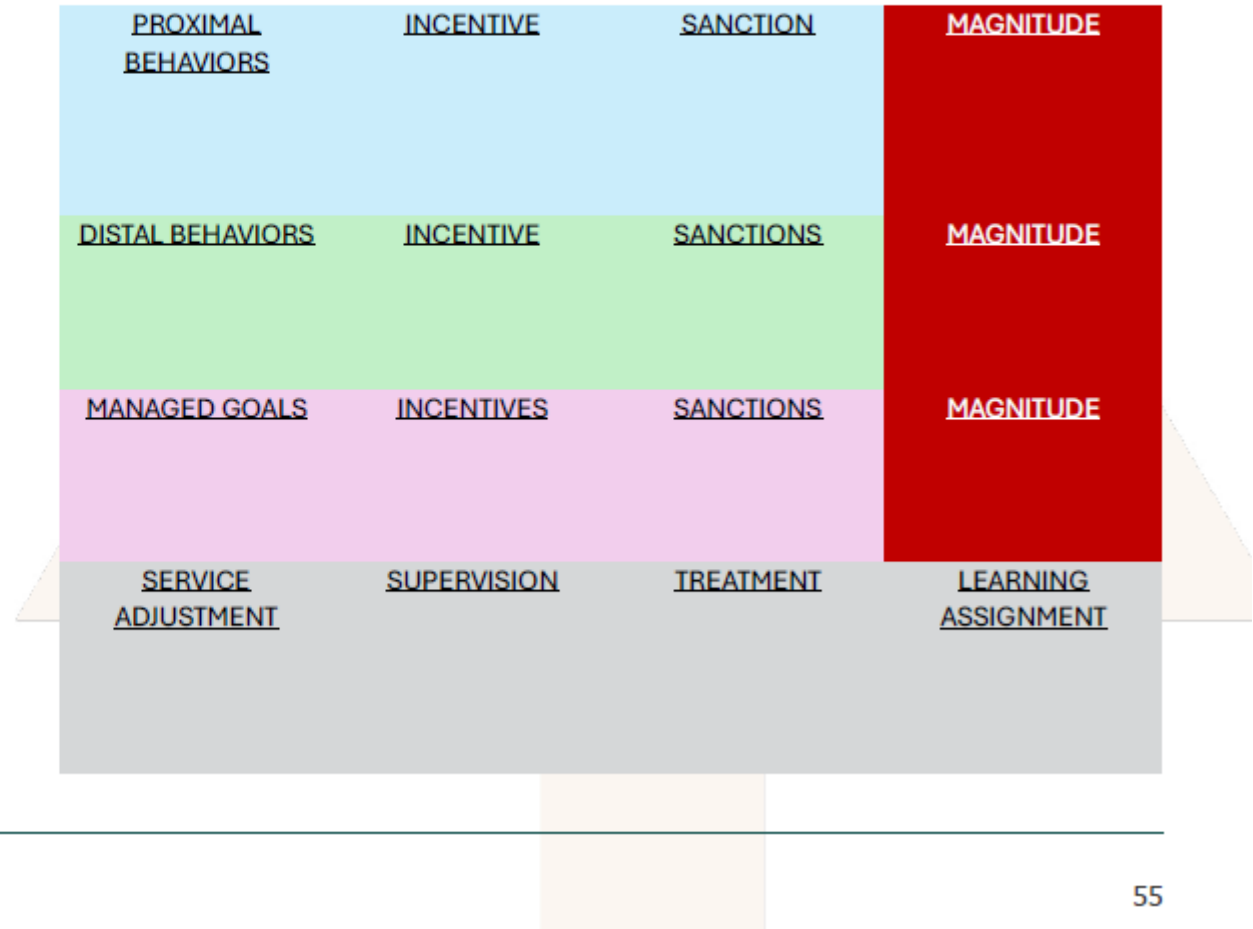 PROXIMAL BEHAVIORS INCENTIVE SANCTION MAGNITUDE
DISTAL BEHAVIORS INCENTIVE SANCTIONS MAGNITUDE
MANAGED GOALS INCENTIVES SANCTIONS MAGNITUDE
SERVICE ADJUSTMENT SUPERVISION TREATMENT LEARNING ASSIGNMENT
55